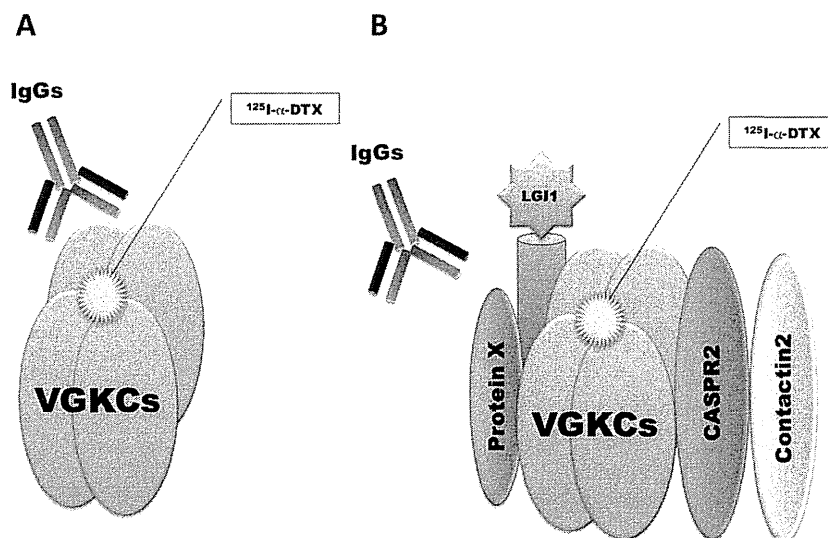 A
IgGs
¹²⁵I-α-DTX
VGKCs
B
IgGs
¹²⁵I-α-DTX
LGI1
Protein X
VGKCs
CASPR2
Contactin2